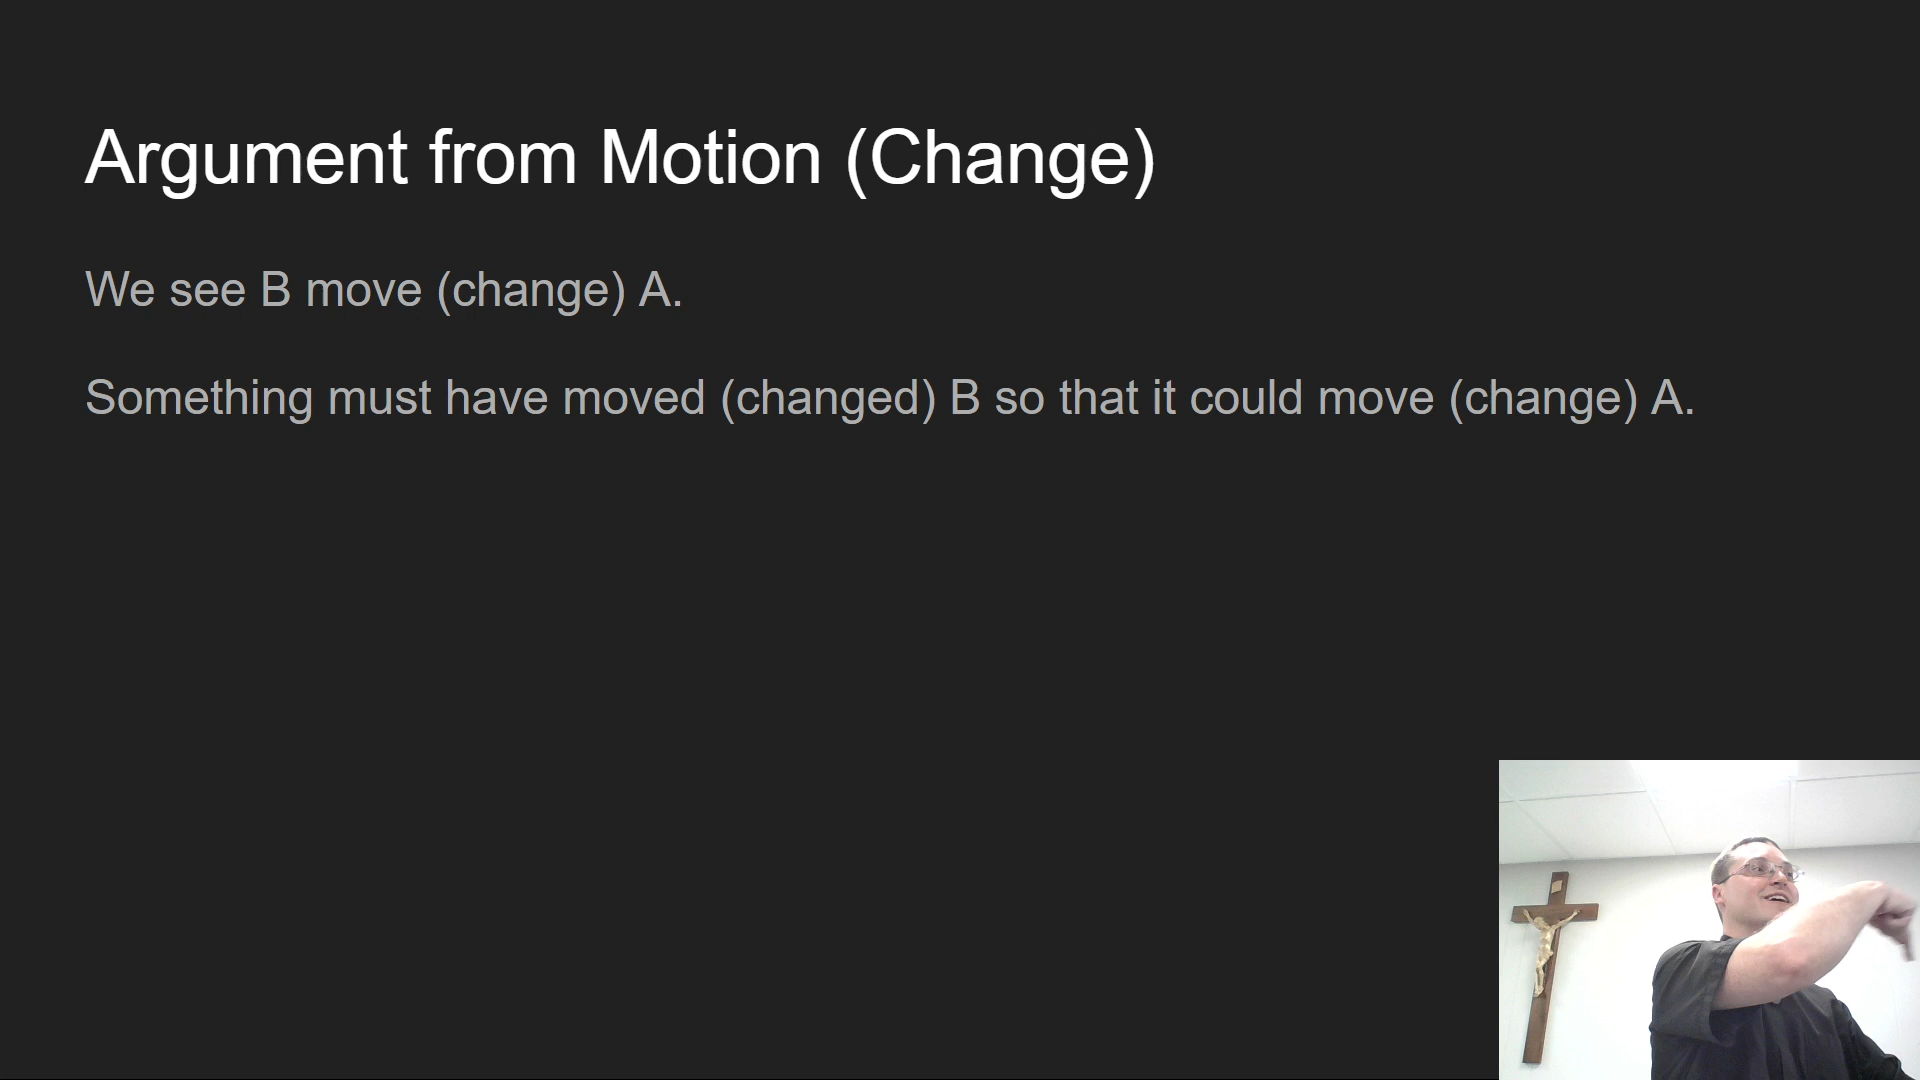 Argument from Motion (Change)
We see B move (change) A.
Something must have moved (changed) B so that it could move (change) A.